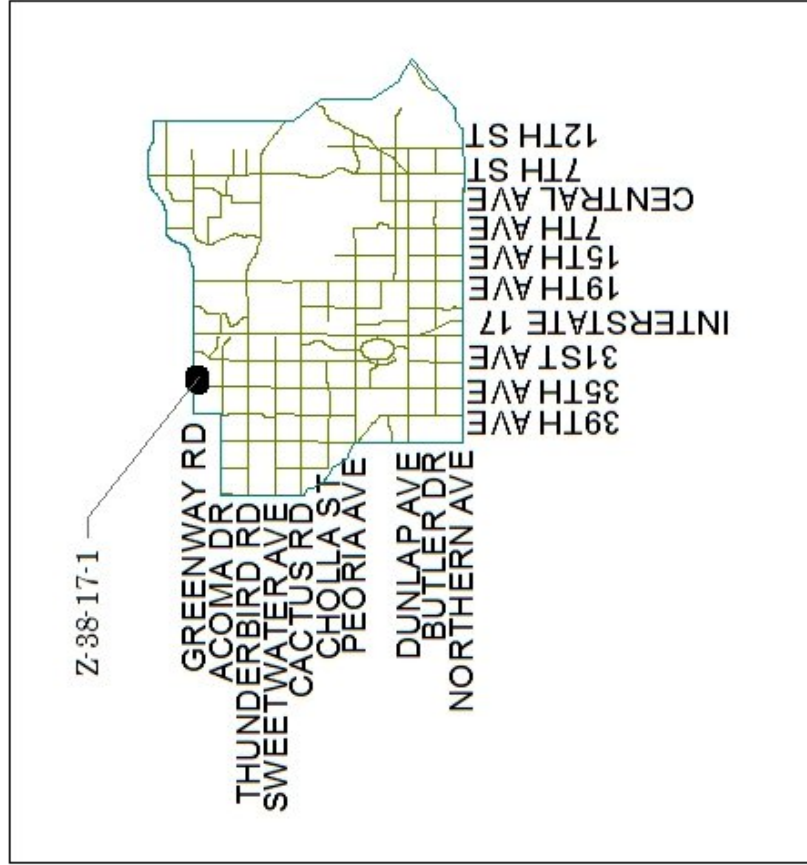 Z-38-17-1
GREENWAY RD
ACOMA DR
THUNDERBIRD RD
SWEETWATER AVE
CACTUS RD
CHOLLA ST
PEORIA AVE
DUNLAP AVE
BUTLER DR
NORTHERN AVE
39TH AVE
35TH AVE
31ST AVE
INTERSTATE 17
19TH AVE
15TH AVE
7TH AVE
CENTRAL AVE
7TH ST
12TH ST